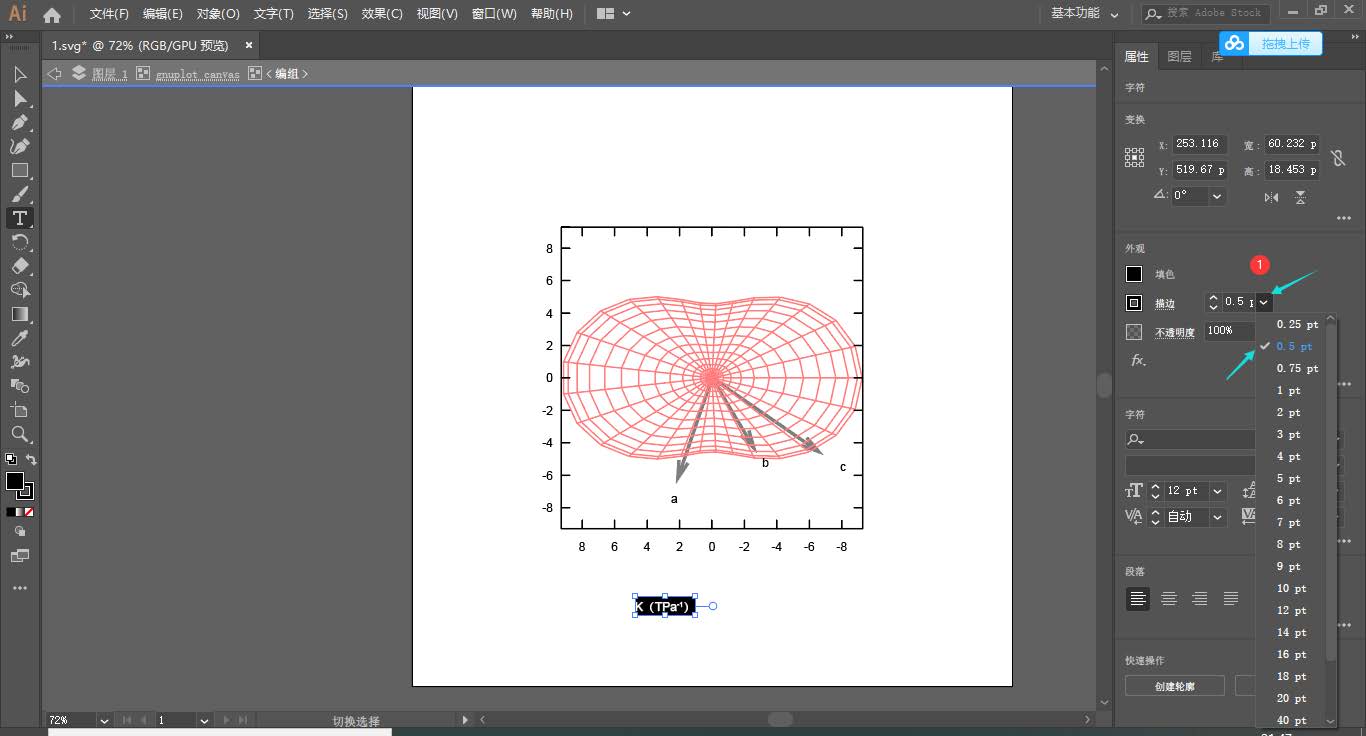 Ai 文件(F) 编辑(E) 对象(O) 文字(T) 选择(S) 效果(C) 视图(V) 窗口(W) 帮助(H) 基本功能 搜索 Adobe Stock
1.svg* @ 72% (RGB/GPU 预览) ×
拖拽上传
图层 1 gnuplot canvas <编组>
属性 图层 库
字符
变换
X: 253.116 宽: 60.232 p
Y: 519.67 p 高: 18.453 p
0°
外观
1
填色
描边 0.5 p
不透明度 100%
fx.
0.25 pt
0.5 pt
0.75 pt
1 pt
2 pt
3 pt
4 pt
5 pt
6 pt
7 pt
8 pt
9 pt
10 pt
12 pt
14 pt
16 pt
18 pt
20 pt
40 pt
字符
12 pt
自动
段落
快速操作
创建轮廓
8
6
4
2
0
-2
-4
-6
-8
a
b
c
8 6 4 2 0 -2 -4 -6 -8
K (TPa-1)
72% 1 切换选择